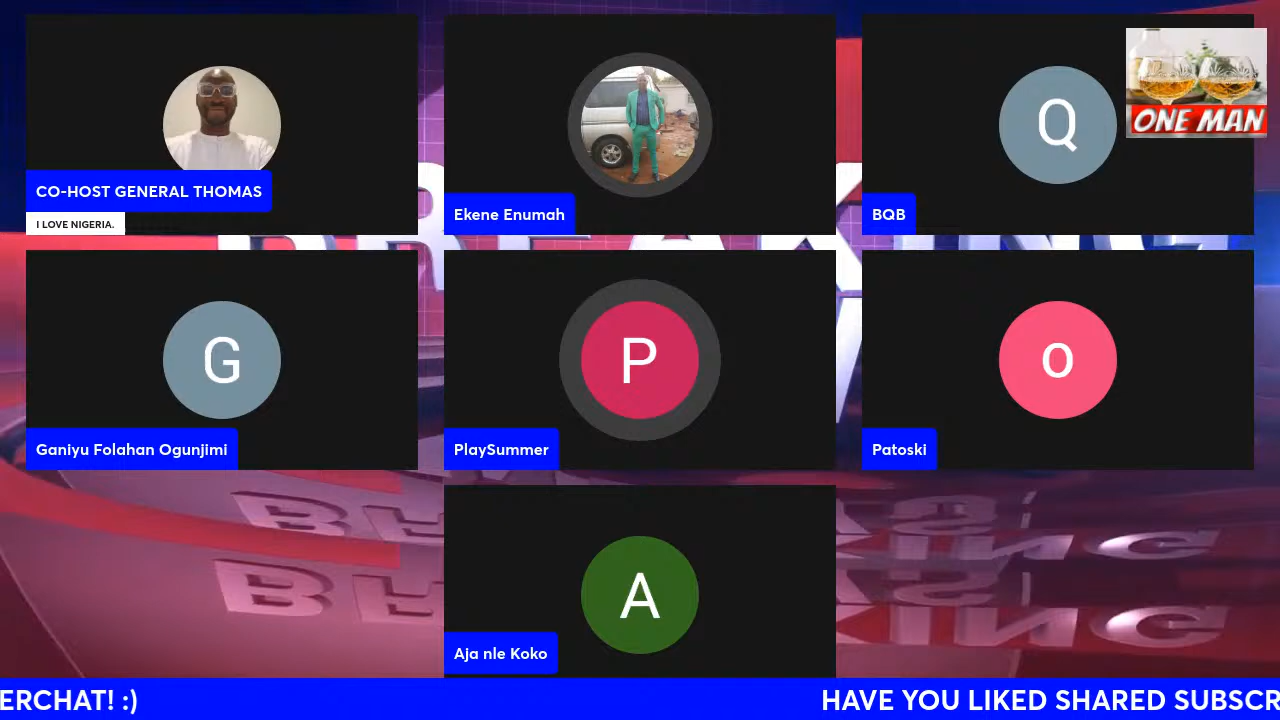 CO-HOST GENERAL THOMAS
I LOVE NIGERIA.
Ekene Enumah
Q
ONE MAN
BQB
G
Ganiyu Folahan Ogunjimi
P
PlaySummer
o
Patoski
A
Aja nle Koko
ERCHAT! :)
HAVE YOU LIKED SHARED SUBSCR